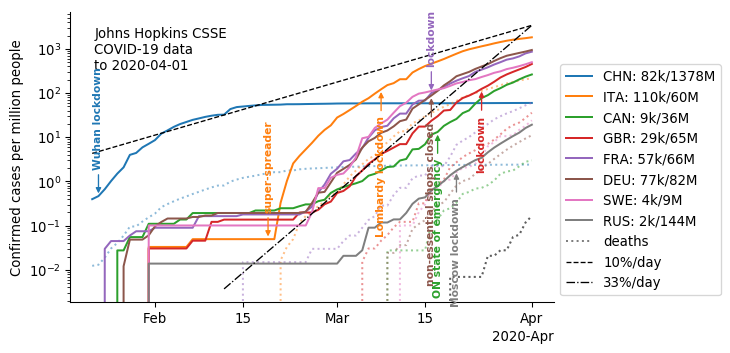 Johns Hopkins CSSE
COVID-19 data
to 2020-04-01
Confirmed cases per million people
10³
10²
10¹
10⁰
10⁻¹
10⁻²
Wuhan lockdown
super-spreader
Lombardy lockdown
lockdown
non-essential shops closed
ON state of emergency
Moscow lockdown
lockdown
Feb
15
Mar
15
Apr
2020-Apr
CHN: 82k/1378M
ITA: 110k/60M
CAN: 9k/36M
GBR: 29k/65M
FRA: 57k/66M
DEU: 77k/82M
SWE: 4k/9M
RUS: 2k/144M
deaths
10%/day
33%/day